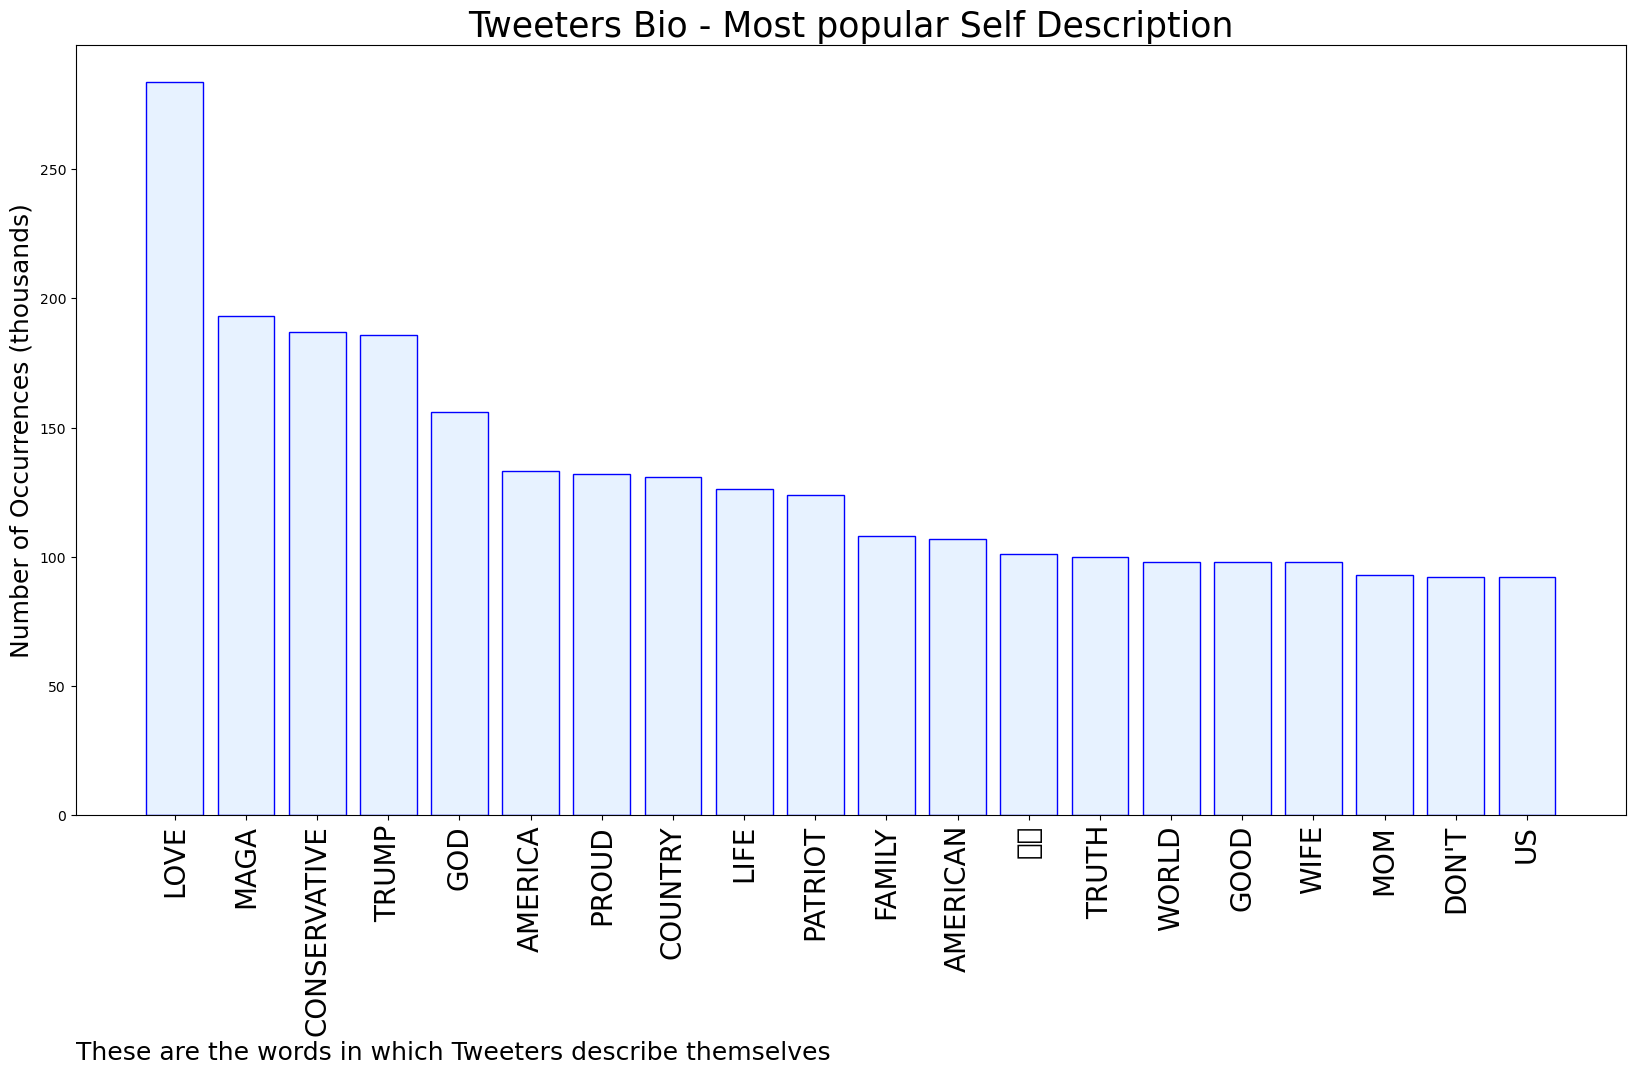 Tweeters Bio - Most popular Self Description
Number of Occurrences (thousands)
250
200
150
100
50
0
LOVE
MAGA
CONSERVATIVE
TRUMP
GOD
AMERICA
PROUD
COUNTRY
LIFE
PATRIOT
FAMILY
AMERICAN
TRUTH
WORLD
GOOD
WIFE
MOM
DON'T
US
These are the words in which Tweeters describe themselves